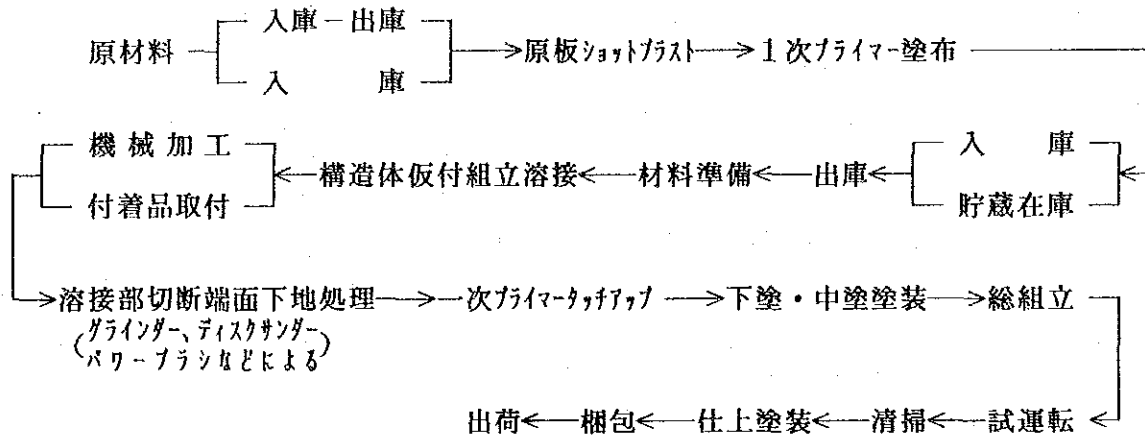 入庫－出庫
原材料 → 原板ショットブラスト → 1次プライマー塗布
入　　庫
機械加工　入　　庫
← 構造体仮付組立溶接 ← 材料準備 ← 出庫 ←
付着品取付　貯蔵在庫
→ 溶接部切断端面下地処理 → 一次プライマータッチアップ → 下塗・中塗塗装 → 総組立
(グラインダー、ディスクサンダー
パワーブラシなどによる)
出荷 ← 梱包 ← 仕上塗装 ← 清掃 ← 試運転 ←